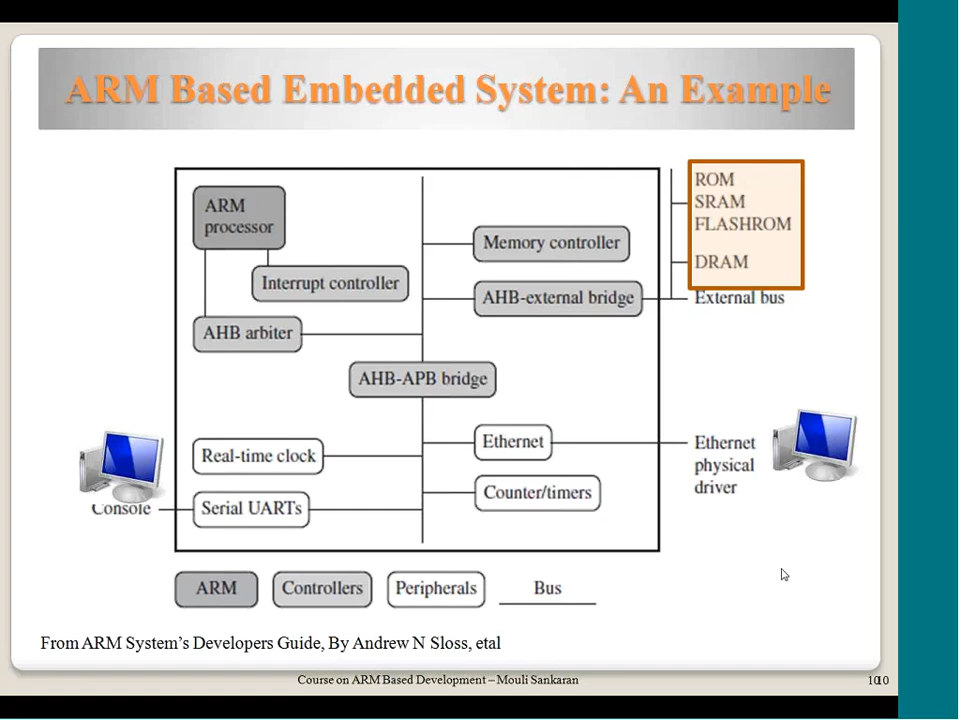 ARM Based Embedded System: An Example
ARM
processor
Interrupt controller
AHB arbiter
Memory controller
AHB-external bridge
ROM
SRAM
FLASHROM
DRAM
External bus
AHB-APB bridge
Real-time clock
Serial UARTs
Console
Ethernet
Counter/timers
Ethernet
physical
driver
ARM
Controllers
Peripherals
Bus
From ARM System's Developers Guide, By Andrew N Sloss, etal
Course on ARM Based Development – Mouli Sankaran